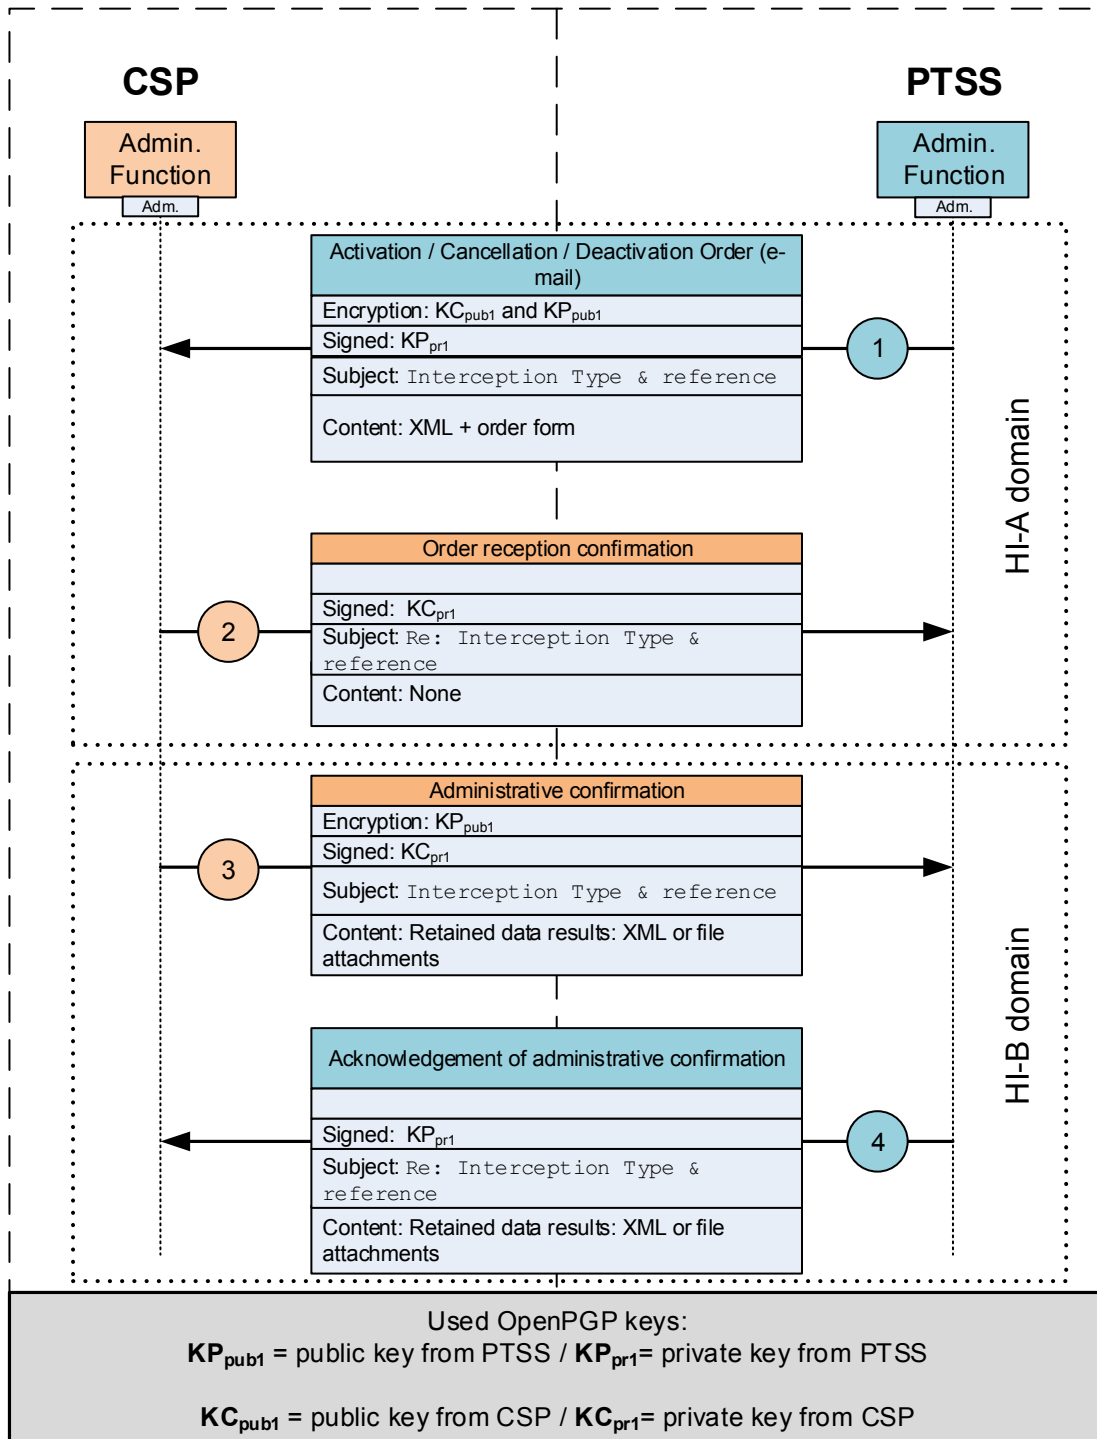 CSP
PTSS
Admin.
Function
Adm.
Admin.
Function
Adm.
Activation / Cancellation / Deactivation Order (e-
mail)
Encryption: KCpub1 and KPpub1
Signed: KPpr1
Subject: Interception Type & reference
Content: XML + order form
1
HI-A domain
Order reception confirmation
Signed: KCpr1
Subject: Re: Interception Type &
reference
Content: None
2
Administrative confirmation
Encryption: KPpub1
Signed: KCpr1
Subject: Interception Type & reference
Content: Retained data results: XML or file
attachments
3
HI-B domain
Acknowledgement of administrative confirmation
Signed: KPpr1
Subject: Re: Interception Type &
reference
Content: Retained data results: XML or file
attachments
4
Used OpenPGP keys:
KPpub1 = public key from PTSS / KPpr1= private key from PTSS
KCpub1 = public key from CSP / KCpr1= private key from CSP